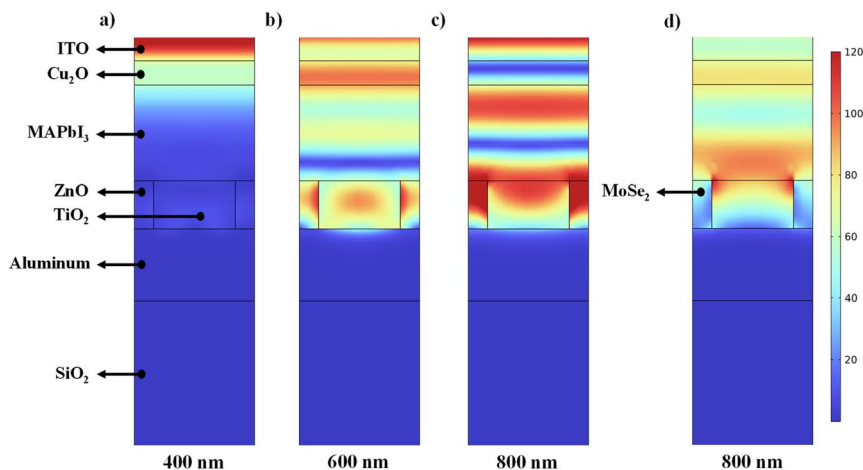 a) b) c) d)
ITO
Cu₂O
MAPbI₃
ZnO
TiO₂
Aluminum
SiO₂
MoSe₂
120
100
80
60
40
20
400 nm 600 nm 800 nm 800 nm